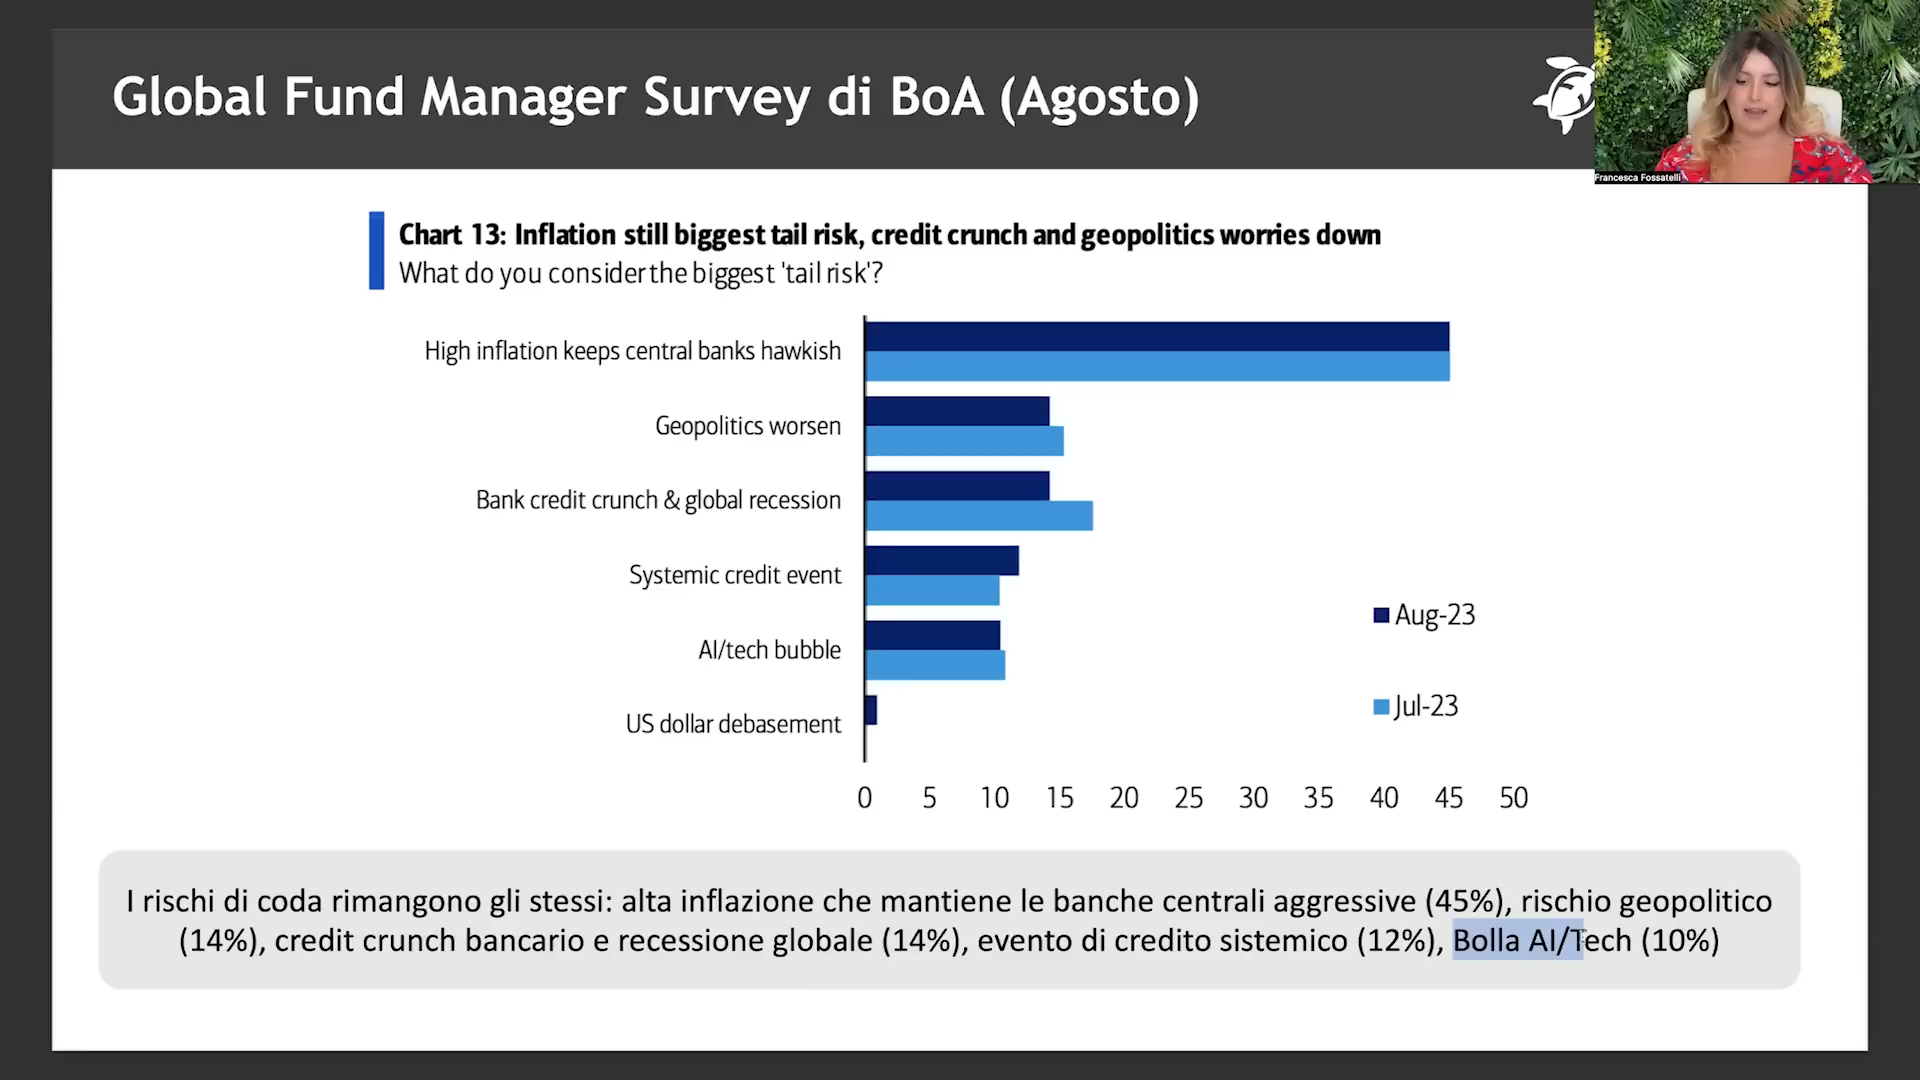 Global Fund Manager Survey di BoA (Agosto)
Francesca Fossatelli
Chart 13: Inflation still biggest tail risk, credit crunch and geopolitics worries down
What do you consider the biggest 'tail risk'?
High inflation keeps central banks hawkish
Geopolitics worsen
Bank credit crunch & global recession
Systemic credit event
AI/tech bubble
US dollar debasement
Aug-23
Jul-23
0 5 10 15 20 25 30 35 40 45 50
I rischi di coda rimangono gli stessi: alta inflazione che mantiene le banche centrali aggressive (45%), rischio geopolitico
(14%), credit crunch bancario e recessione globale (14%), evento di credito sistemico (12%), Bolla AI/Tech (10%)